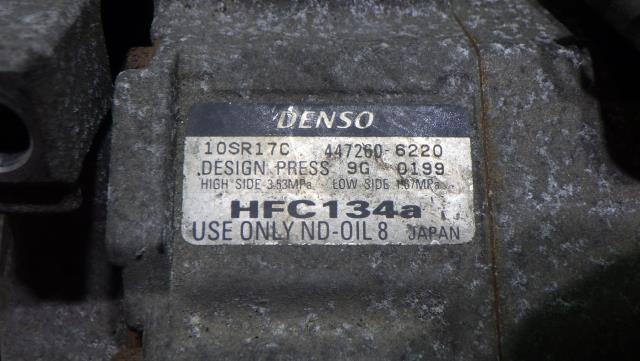 DENSO
10SR17C 447260-6220
DESIGN PRESS 9G 0199
HIGH SIDE 3.53MPa LOW SIDE 1.67MPa
HFC134a
USE ONLY ND-OIL 8 JAPAN